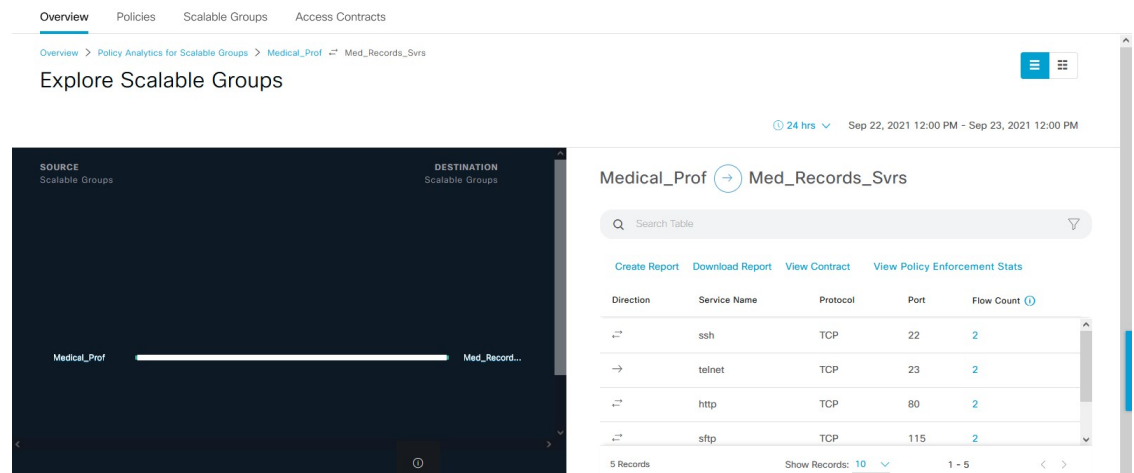 Overview Policies Scalable Groups Access Contracts
Overview > Policy Analytics for Scalable Groups > Medical_Prof ⇄ Med_Records_Svrs
Explore Scalable Groups
24 hrs Sep 22, 2021 12:00 PM - Sep 23, 2021 12:00 PM
SOURCE
Scalable Groups
DESTINATION
Scalable Groups
Medical_Prof
Med_Record...
Medical_Prof → Med_Records_Svrs
Search Table
Create Report Download Report View Contract View Policy Enforcement Stats
Direction Service Name Protocol Port Flow Count
⇄ ssh TCP 22 2
→ telnet TCP 23 2
⇄ http TCP 80 2
⇄ sftp TCP 115 2
5 Records Show Records: 10 1 - 5